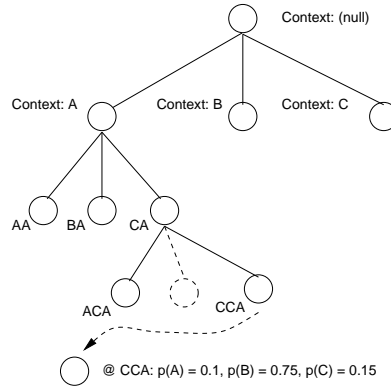 Context: (null)
Context: A
Context: B
Context: C
AA
BA
CA
ACA
CCA
@ CCA: p(A) = 0.1, p(B) = 0.75, p(C) = 0.15